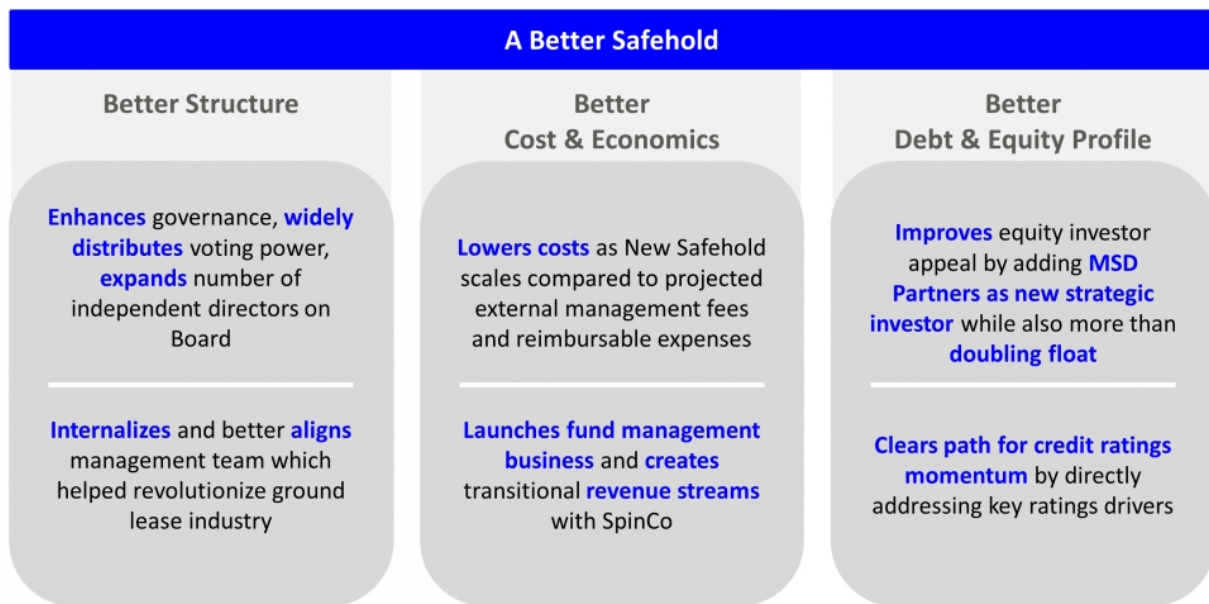 A Better Safehold
Better Structure
Enhances governance, widely
distributes voting power,
expands number of
independent directors on
Board
Internalizes and better aligns
management team which
helped revolutionize ground
lease industry
Better
Cost & Economics
Lowers costs as New Safehold
scales compared to projected
external management fees
and reimbursable expenses
Launches fund management
business and creates
transitional revenue streams
with SpinCo
Better
Debt & Equity Profile
Improves equity investor
appeal by adding MSD
Partners as new strategic
investor while also more than
doubling float
Clears path for credit ratings
momentum by directly
addressing key ratings drivers